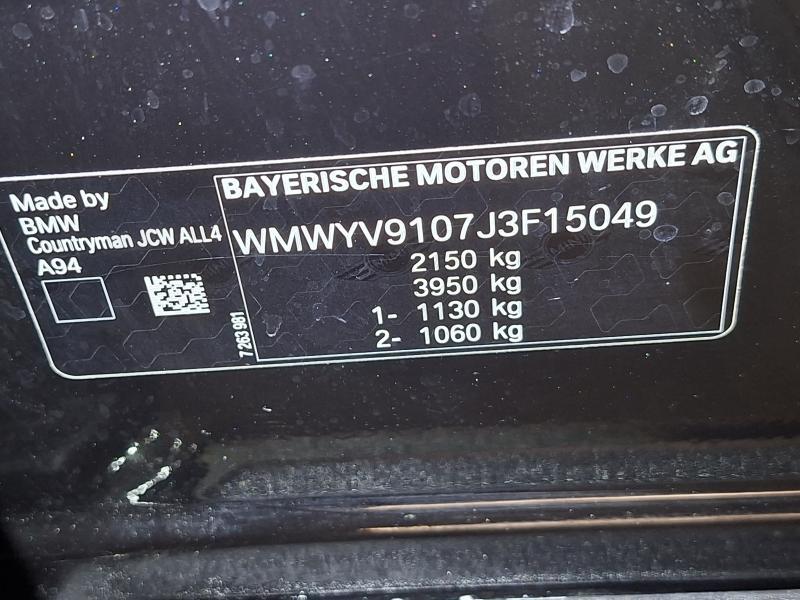 Made by
BMW
Countryman JCW ALL4
A94
7 263 981
BAYERISCHE MOTOREN WERKE AG
WMWYV9107J3F15049
2150 kg
3950 kg
1- 1130 kg
2- 1060 kg